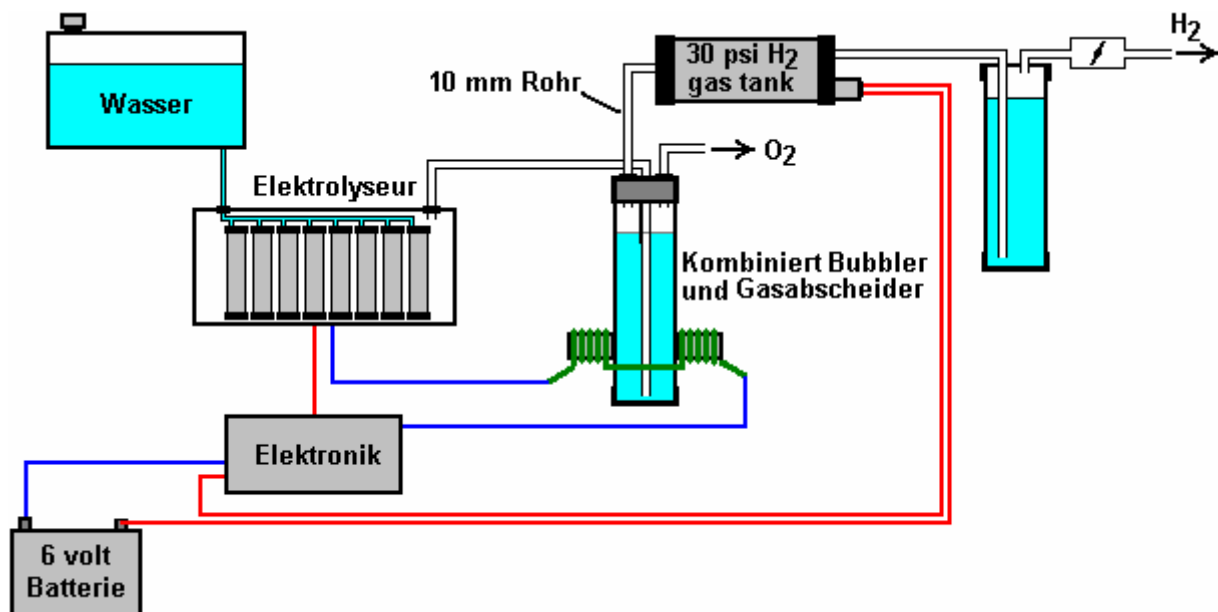 H2
30 psi H2
gas tank
10 mm Rohr
Wasser
O2
Elektrolyseur
Kombiniert Bubbler
und Gasabscheider
Elektronik
6 volt
Batterie